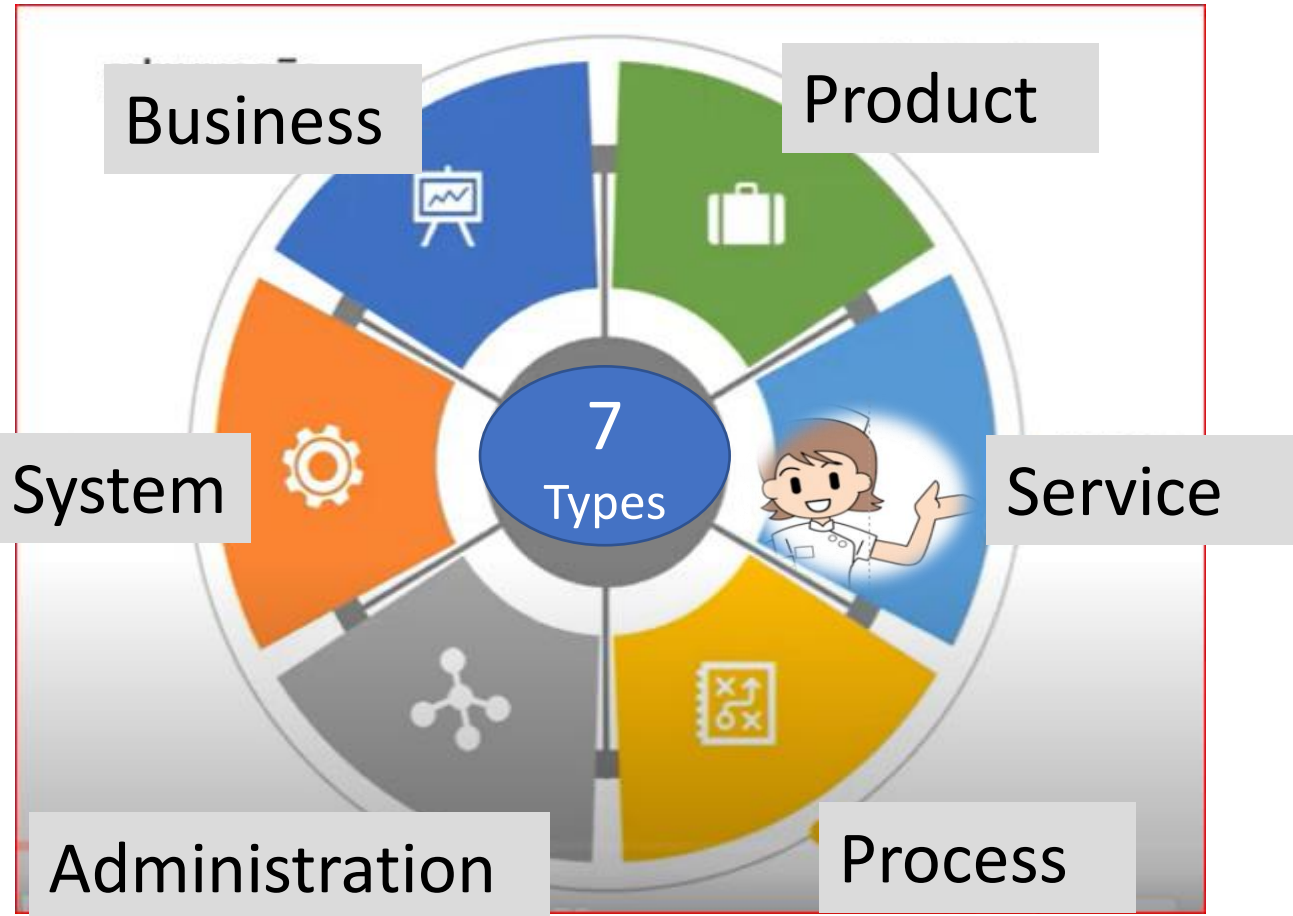 Business
Product
System
7
Types
Service
Administration
Process